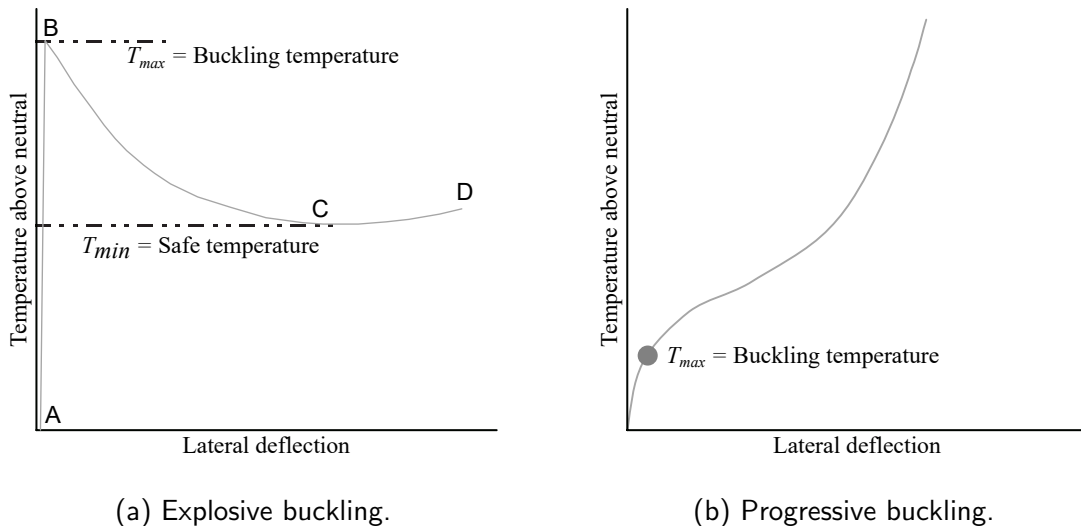 B
T_max = Buckling temperature
Temperature above neutral
C
D
T_min = Safe temperature
A
Lateral deflection
(a) Explosive buckling.
Temperature above neutral
T_max = Buckling temperature
Lateral deflection
(b) Progressive buckling.